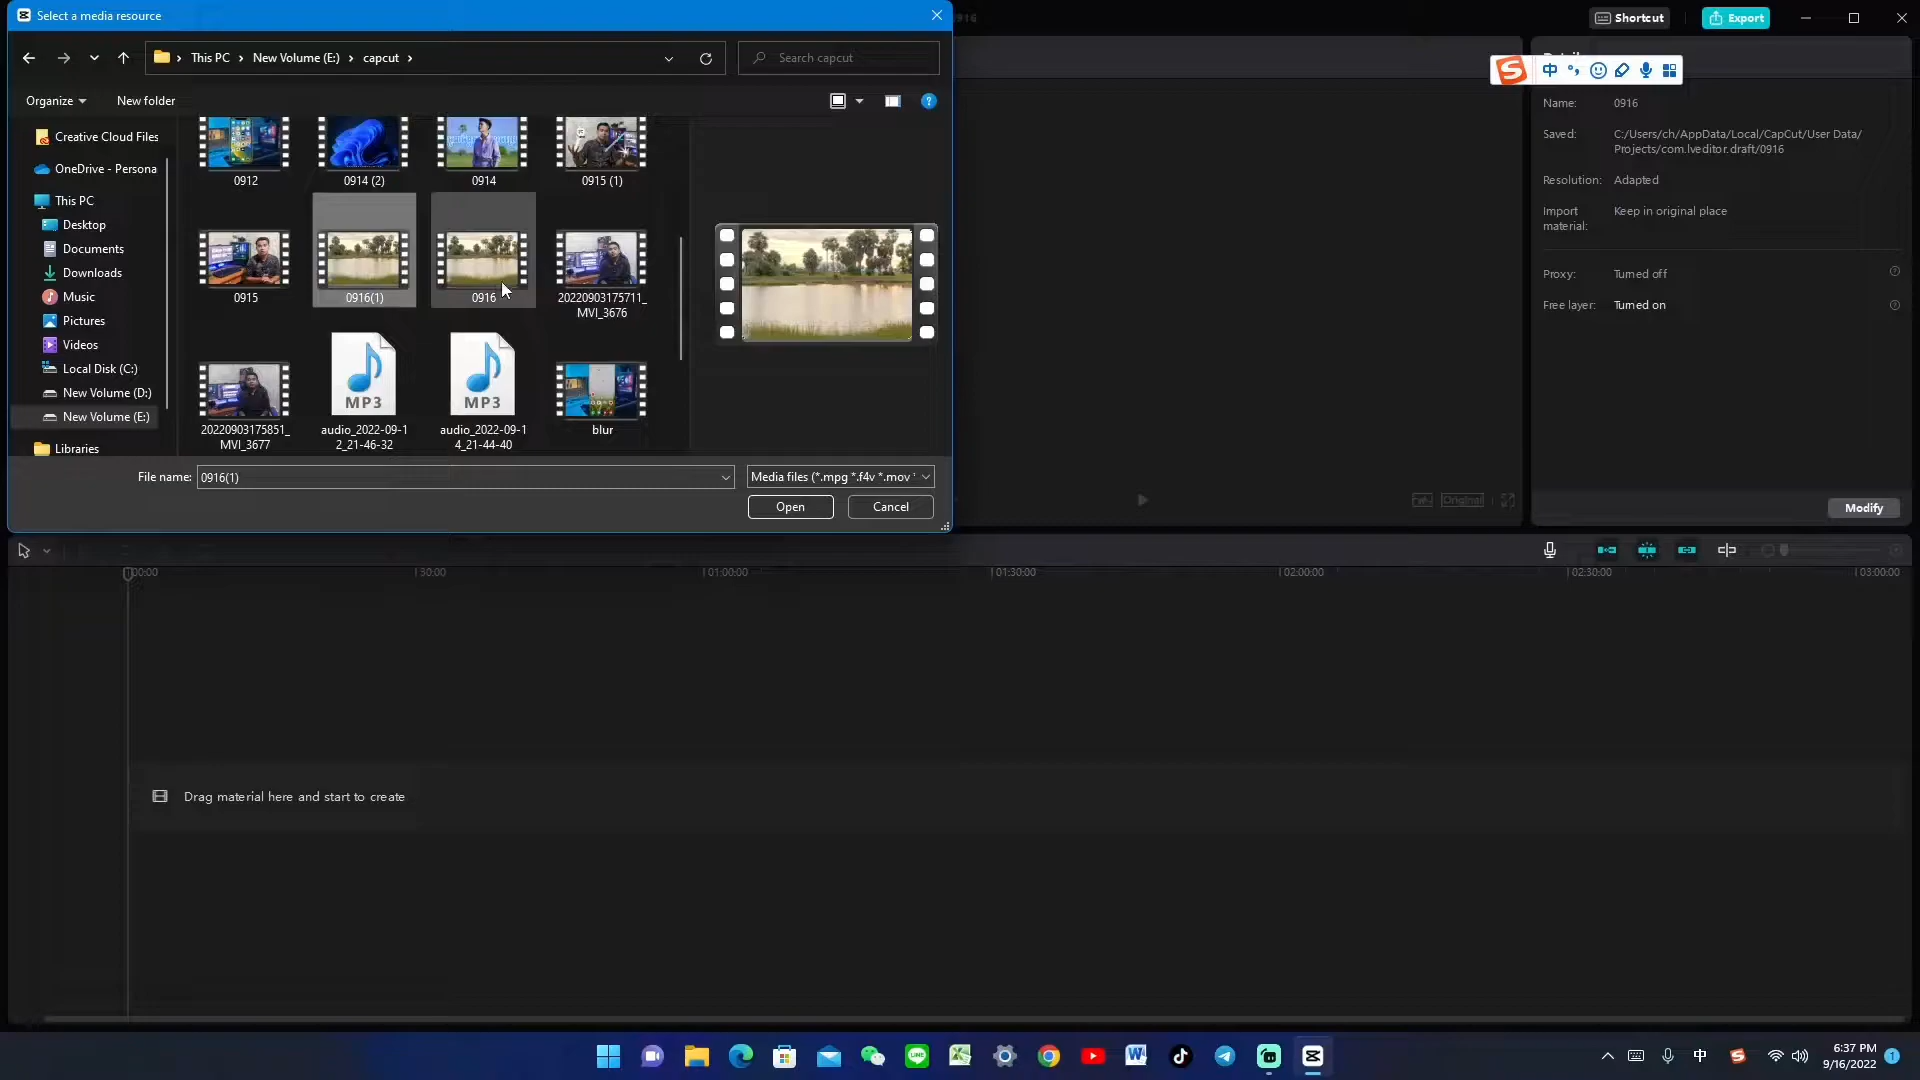 Select a media resource
0916
Shortcut
Export
This PC
New Volume (E:)
capcut
Search capcut
Organize
New folder
中
Creative Cloud Files
OneDrive - Persona
This PC
Desktop
Documents
Downloads
Music
Pictures
Videos
Local Disk (C:)
New Volume (D:)
New Volume (E:)
Libraries
0912
0914 (2)
0914
0915 (1)
0915
0916(1)
0916
20220903175711_
MVI_3676
MP3
MP3
20220903175851_
MVI_3677
audio_2022-09-1
2_21-46-32
audio_2022-09-1
4_21-44-40
blur
File name:
0916(1)
Media files (*.mpg *.f4v *.mov *
Open
Cancel
Name:
0916
Saved:
C:/Users/ch/AppData/Local/CapCut/User Data/
Projects/com.lveditor.draft/0916
Resolution:
Adapted
Import
material:
Keep in original place
Proxy:
Turned off
Free layer:
Turned on
Original
Modify
00:00
30:00
01:00:00
01:30:00
02:00:00
02:30:00
03:00:00
Drag material here and start to create
LINE
中
6:37 PM
9/16/2022
1